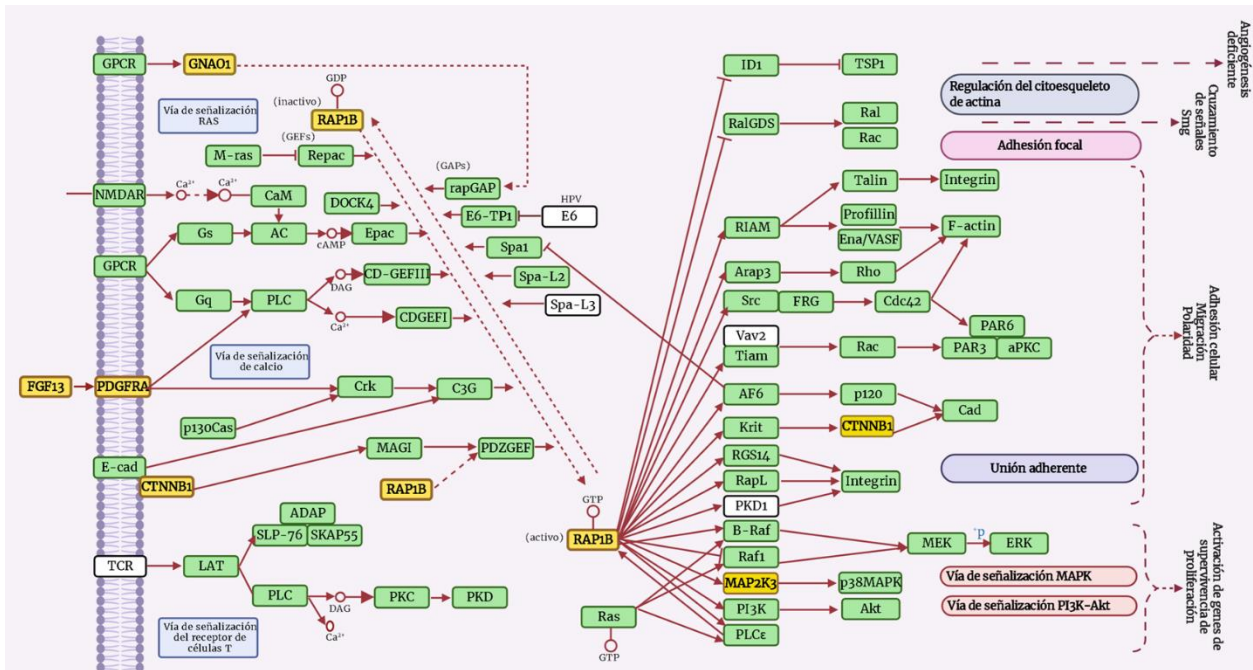 GPCR
GNAO1
Vía de señalización
RAS
GDP
(inactivo)
RAP1B
(GEFs)
M-ras
Repac
(GAPs)
rapGAP
NMDAR
Ca²⁺
Ca²⁺
CaM
DOCK4
E6-TP1
HPV
E6
Gs
AC
cAMP
Epac
Spa1
GPCR
CD-GEFIII
Spa-L2
DAG
Gq
PLC
Spa-L3
CDGEFI
Ca²⁺
Vía de señalización
de calcio
FGF13
PDGFRA
Crk
C3G
p130Cas
MAGI
PDZGEF
E-cad
CTNNB1
RAP1B
ADAP
SLP-76
SKAP55
TCR
LAT
PLC
DAG
PKC
PKD
Ca²⁺
Vía de señalización
del receptor de
células T
GTP
(activo)
RAP1B
Ras
GTP
ID1
TSP1
RalGDS
Ral
Rac
Talin
Integrin
RIAM
Profillin
Ena/VASF
F-actin
Arap3
Rho
Src
FRG
Cdc42
PAR6
PAR3
aPKC
Vav2
Tiam
Rac
AF6
p120
Cad
Krit
CTNNB1
RGS14
RapL
Integrin
PKD1
B-Raf
Raf1
MEK
⁺p
ERK
MAP2K3
p38MAPK
PI3K
Akt
PLCε
Regulación del citoesqueleto
de actina
Adhesión focal
Unión adherente
Vía de señalización MAPK
Vía de señalización PI3K-Akt
Angiogénesis
deficiente
Cruzamiento
de señales
Smg
Adhesión celular
Migración
Polaridad
Activación de genes de
supervivencia de
proliferación